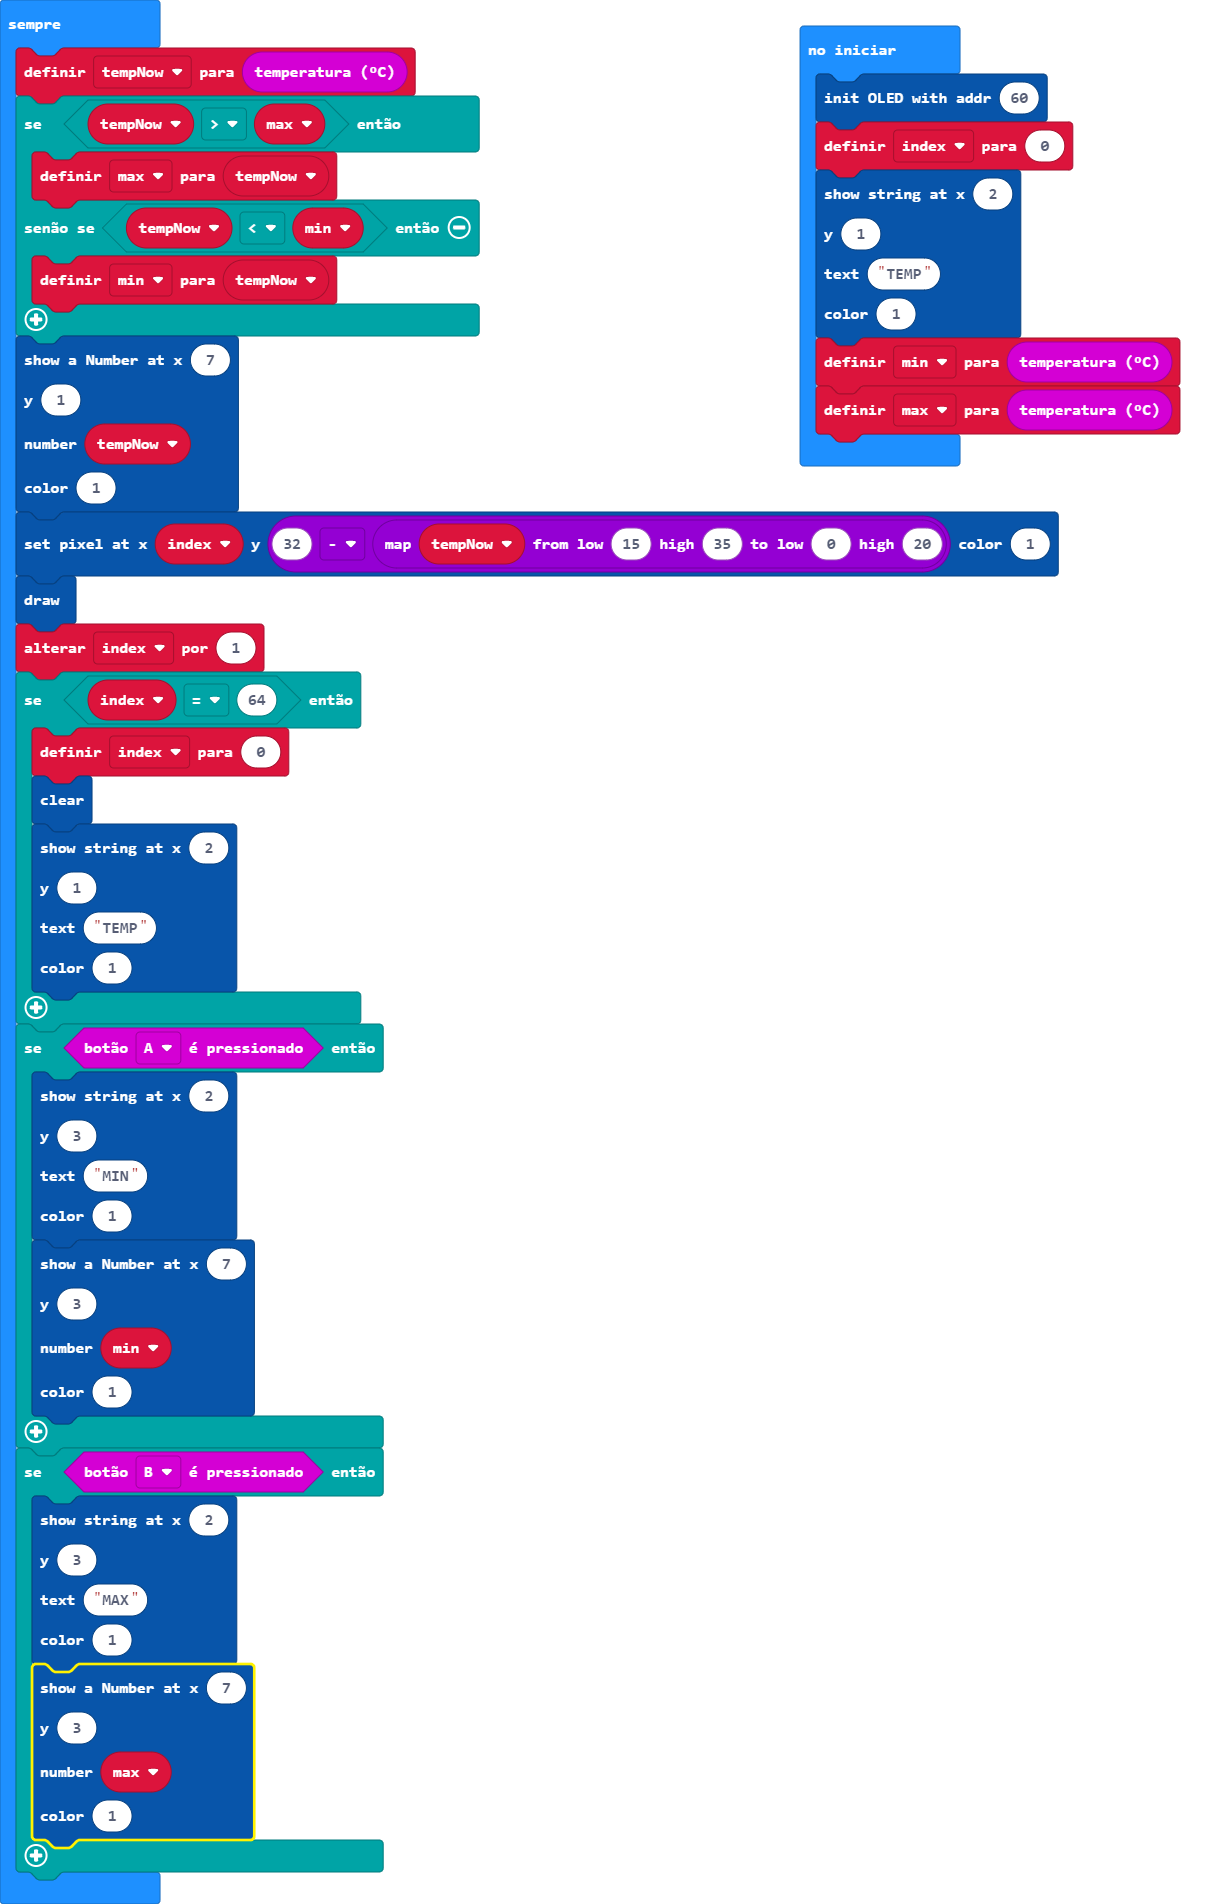 sempre
definir tempNow para temperatura (ºC)
se tempNow > max então
definir max para tempNow
senão se tempNow < min então
definir min para tempNow
show a Number at x 7
y 1
number tempNow
color 1
set pixel at x index y 32 - map tempNow from low 15 high 35 to low 0 high 20 color 1
draw
alterar index por 1
se index = 64 então
definir index para 0
clear
show string at x 2
y 1
text "TEMP"
color 1
se botão A é pressionado então
show string at x 2
y 3
text "MIN"
color 1
show a Number at x 7
y 3
number min
color 1
se botão B é pressionado então
show string at x 2
y 3
text "MAX"
color 1
show a Number at x 7
y 3
number max
color 1
no iniciar
init OLED with addr 60
definir index para 0
show string at x 2
y 1
text "TEMP"
color 1
definir min para temperatura (ºC)
definir max para temperatura (ºC)